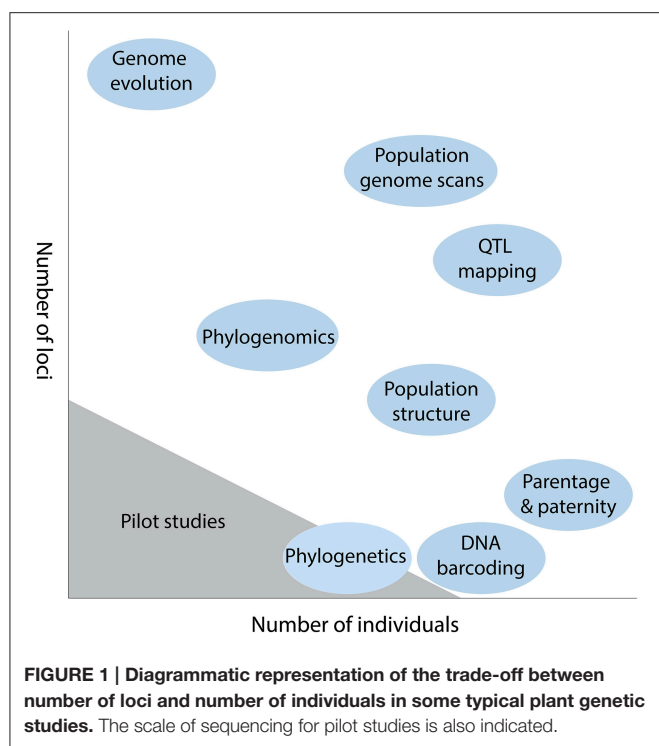 Genome
evolution
Population
genome scans
QTL
mapping
Number of loci
Phylogenomics
Population
structure
Parentage
& paternity
Pilot studies
Phylogenetics
DNA
barcoding
Number of individuals
FIGURE 1 | Diagrammatic representation of the trade-off between
number of loci and number of individuals in some typical plant genetic
studies. The scale of sequencing for pilot studies is also indicated.